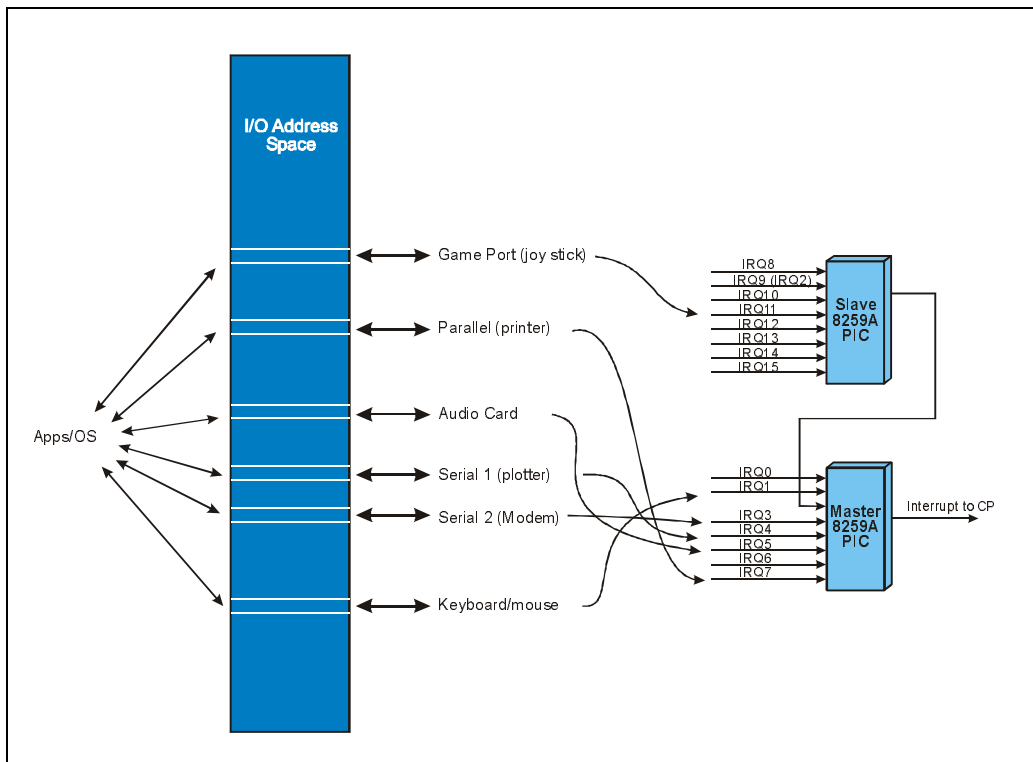 I/O Address
Space
Game Port (joy stick)
Parallel (printer)
Audio Card
Serial 1 (plotter)
Serial 2 (Modem)
Keyboard/mouse
Apps/OS
IRQ8
IRQ9 (IRQ2)
IRQ10
IRQ11
IRQ12
IRQ13
IRQ14
IRQ15
Slave
8259A
PIC
IRQ0
IRQ1
IRQ3
IRQ4
IRQ5
IRQ6
IRQ7
Master
8259A
PIC
Interrupt to CP